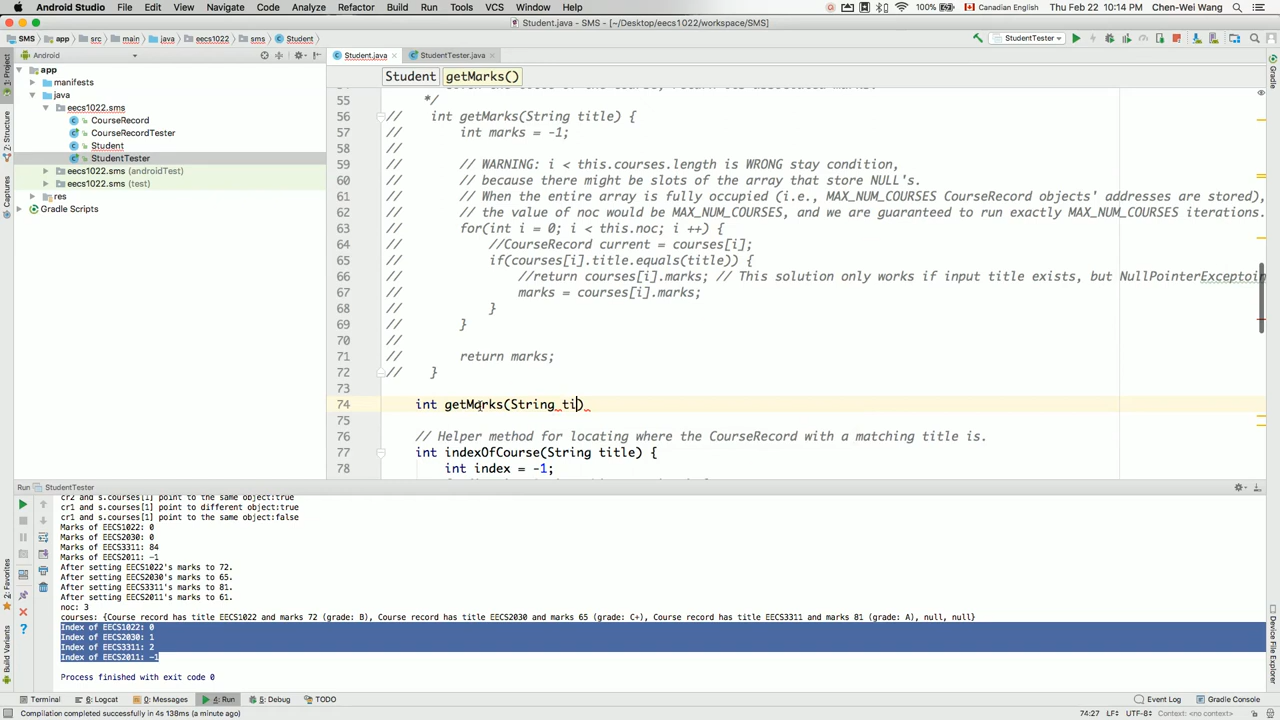 Android Studio File Edit View Navigate Code Analyze Refactor Build Run Tools VCS Window Help 100% Canadian English Thu Feb 22 10:14 PM Chen-Wei Wang
Student.java - SMS - [~/Desktop/eecs1022/workspace/SMS]
SMS app src main java eecs1022 sms Student StudentTester
Android Student.java StudentTester.java
Student getMarks()
app
manifests
java
eecs1022.sms
CourseRecord
CourseRecordTester
Student
StudentTester
eecs1022.sms (androidTest)
eecs1022.sms (test)
res
Gradle Scripts
1: Project
7: Structure
Captures
Favorites
Build Variants
Gradle
Device File Explorer
55 */
56 // int getMarks(String title) {
57 // int marks = -1;
58 //
59 // // WARNING: i < this.courses.length is WRONG stay condition,
60 // // because there might be slots of the array that store NULL's.
61 // // When the entire array is fully occupied (i.e., MAX_NUM_COURSES CourseRecord objects' addresses are stored),
62 // // the value of noc would be MAX_NUM_COURSES, and we are guaranteed to run exactly MAX_NUM_COURSES iterations.
63 // for(int i = 0; i < this.noc; i ++) {
64 // //CourseRecord current = courses[i];
65 // if(courses[i].title.equals(title)) {
66 // //return courses[i].marks; // This solution only works if input title exists, but NullPointerExceptoin
67 // marks = courses[i].marks;
68 // }
69 // }
70 //
71 // return marks;
72 // }
73
74 int getMarks(String ti)
75
76 // Helper method for locating where the CourseRecord with a matching title is.
77 int indexOfCourse(String title) {
78 int index = -1;
Run StudentTester
cr2 and s.courses[1] point to the same object:true
cr1 and s.courses[1] point to different object:true
cr1 and s.courses[1] point to the same object:false
Marks of EECS1022: 0
Marks of EECS2030: 0
Marks of EECS3311: 84
Marks of EECS2011: -1
After setting EECS1022's marks to 72.
After setting EECS2030's marks to 65.
After setting EECS3311's marks to 81.
After setting EECS2011's marks to 61.
noc: 3
courses: {Course record has title EECS1022 and marks 72 (grade: B), Course record has title EECS2030 and marks 65 (grade: C+), Course record has title EECS3311 and marks 81 (grade: A), null, null}
Index of EECS1022: 0
Index of EECS2030: 1
Index of EECS3311: 2
Index of EECS2011: -1
Process finished with exit code 0
Terminal 6: Logcat 0: Messages 4: Run 5: Debug TODO Event Log Gradle Console
Compilation completed successfully in 4s 138ms (a minute ago) 74:27 LF÷ UTF-8÷ Context: <no context>